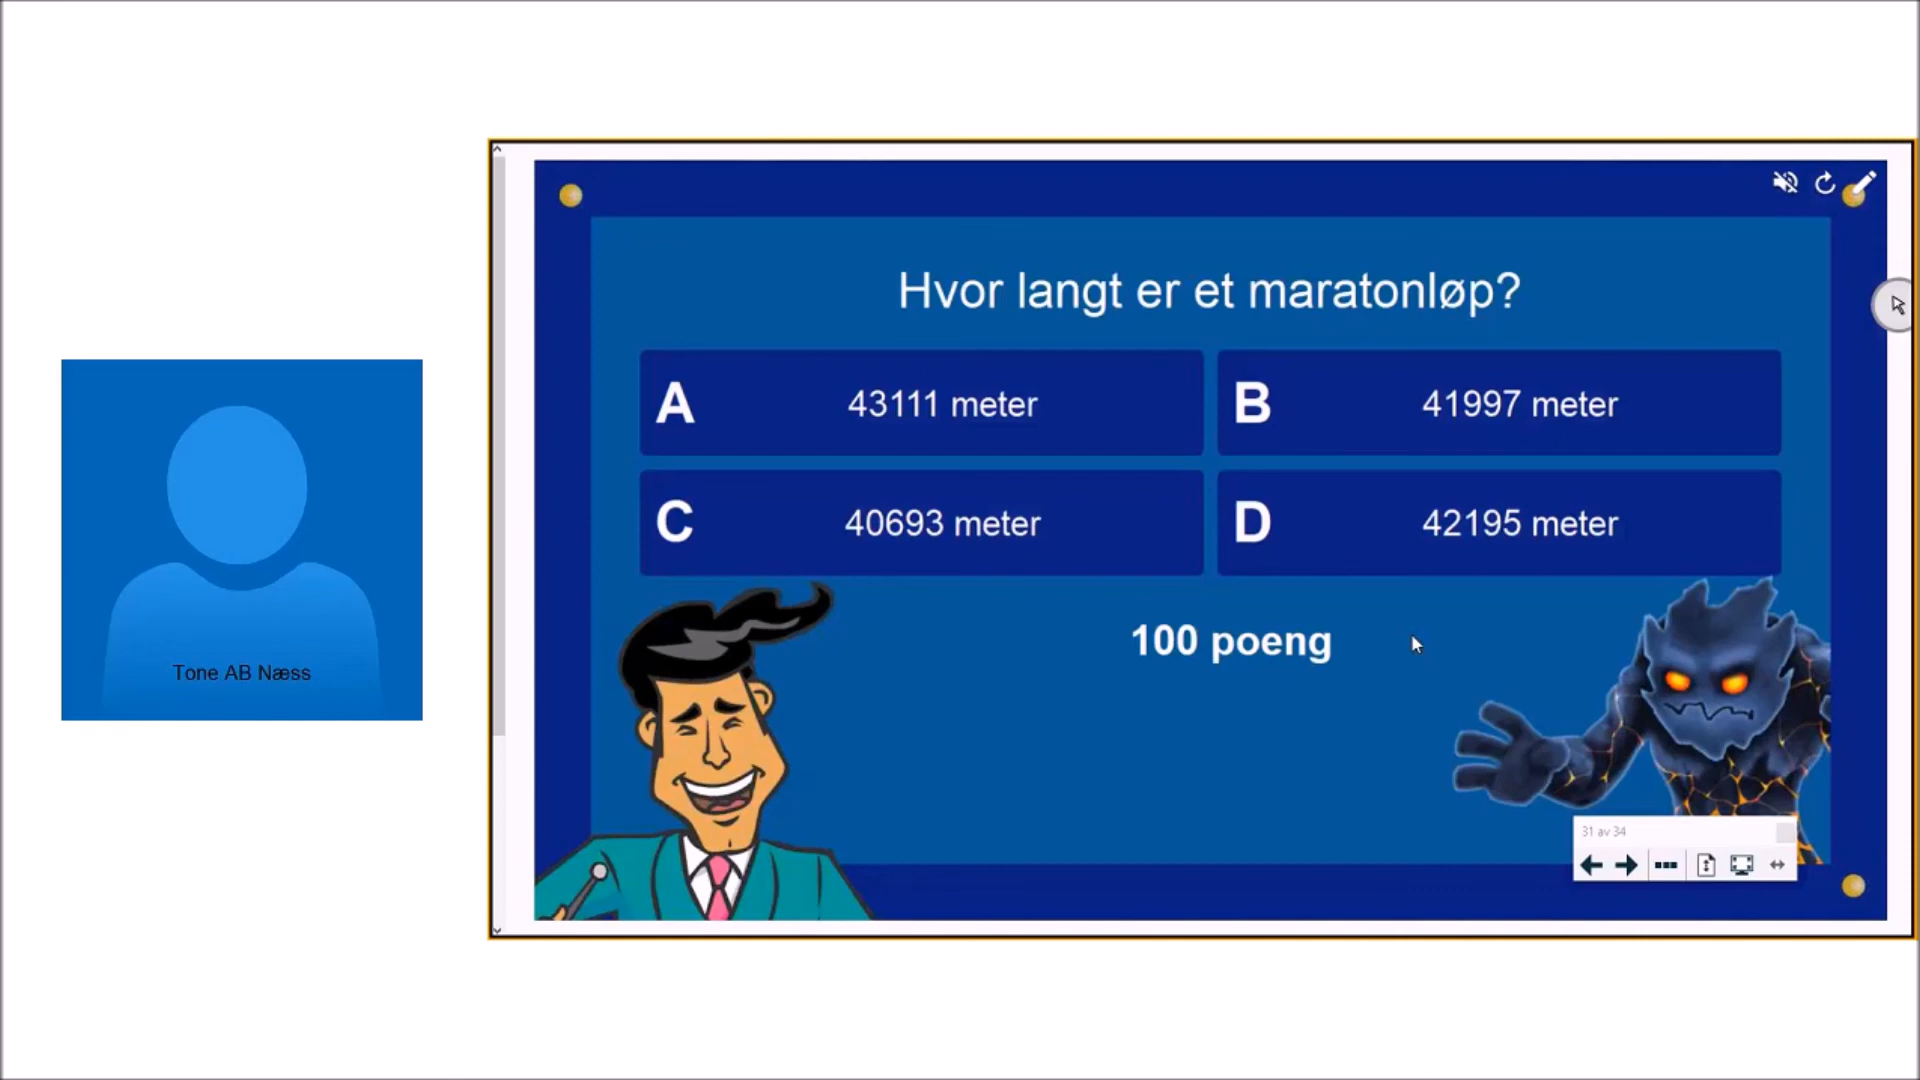 Hvor langt er et maratonløp?
A 43111 meter
B 41997 meter
C 40693 meter
D 42195 meter
100 poeng
Tone AB Næss
31 av 34